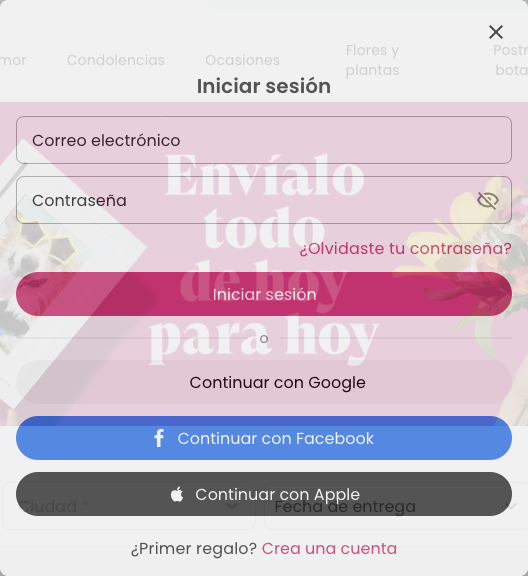 mor
Condolencias
Ocasiones
Flores y
plantas
Postr
bota
Iniciar sesión
Correo electrónico
Envíalo
todo
de hoy
para hoy
Contraseña
¿Olvidaste tu contraseña?
Iniciar sesión
o
Continuar con Google
Continuar con Facebook
Continuar con Apple
Ciudad *
Fecha de entrega
¿Primer regalo? Crea una cuenta